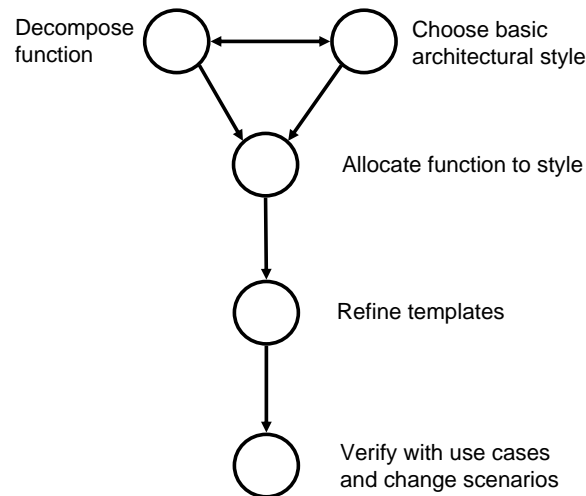 Decompose
function
Choose basic
architectural style
Allocate function to style
Refine templates
Verify with use cases
and change scenarios